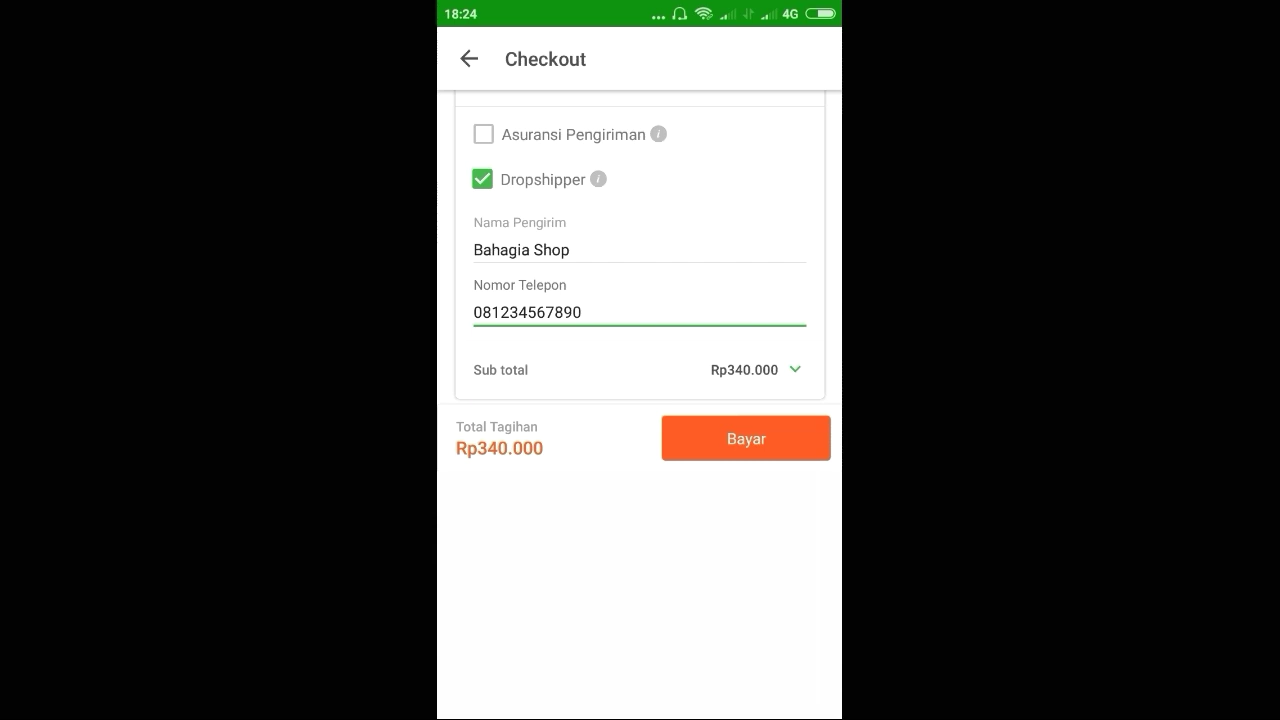 18:24
4G
Checkout
Asuransi Pengiriman
Dropshipper
Nama Pengirim
Bahagia Shop
Nomor Telepon
081234567890
Sub total Rp340.000
Total Tagihan
Rp340.000
Bayar